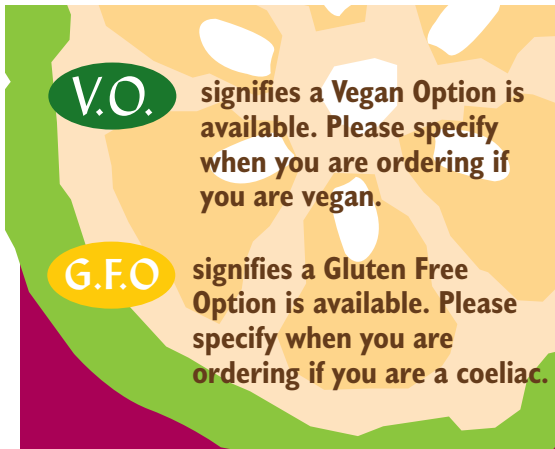 V.O. signifies a Vegan Option is
available. Please specify
when you are ordering if
you are vegan.
G.F.O signifies a Gluten Free
Option is available. Please
specify when you are
ordering if you are a coeliac.